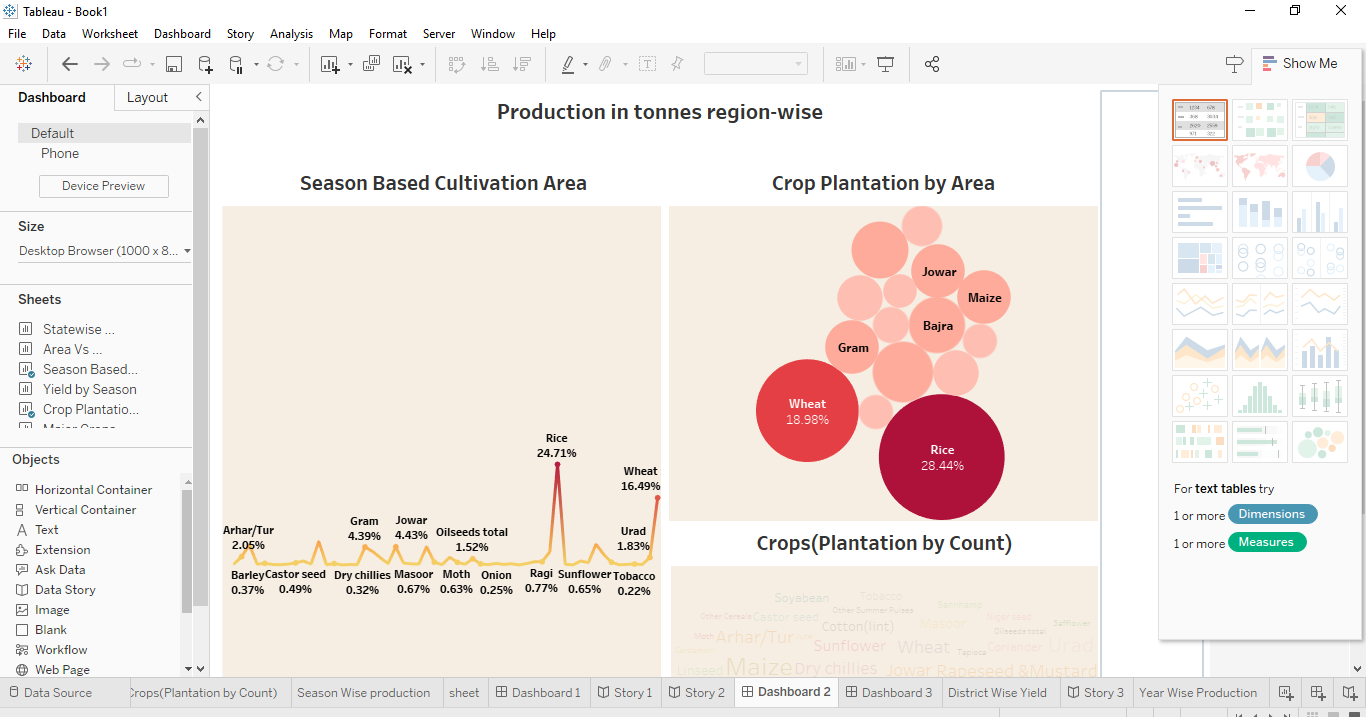 Tableau - Book1
File Data Worksheet Dashboard Story Analysis Map Format Server Window Help
Show Me
Dashboard Layout
Default
Phone
Device Preview
Size
Desktop Browser (1000 x 8...
Sheets
Statewise ...
Area Vs ...
Season Based...
Yield by Season
Crop Plantatio...
Major Crops
Objects
Horizontal Container
Vertical Container
Text
Extension
Ask Data
Data Story
Image
Blank
Workflow
Web Page
Production in tonnes region-wise
Season Based Cultivation Area
Rice
24.71%
Wheat
16.49%
Arhar/Tur
2.05%
Gram
4.39%
Jowar
4.43%
Oilseeds total
1.52%
Urad
1.83%
Barley Castor seed Dry chillies Masoor Moth Onion Ragi Sunflower Tobacco
0.37% 0.49% 0.32% 0.67% 0.63% 0.25% 0.77% 0.65% 0.22%
Crop Plantation by Area
Jowar
Maize
Bajra
Gram
Wheat
18.98%
Rice
28.44%
Crops(Plantation by Count)
Soyabean Tobacco
Sannhamp
Other Cereals Castor seed Other Summer Pulses Niger seed
Cotton(lint) Masoor Safflower
Oilseeds total
Moth Arhar/Tur
Sunflower Wheat Tapioca Coriander Urad
Linseed Maize Dry chillies Jowar Rapeseed &Mustard
For text tables try
1 or more Dimensions
1 or more Measures
Data Source Crops(Plantation by Count) Season Wise production sheet Dashboard 1 Story 1 Story 2 Dashboard 2 Dashboard 3 District Wise Yield Story 3 Year Wise Production